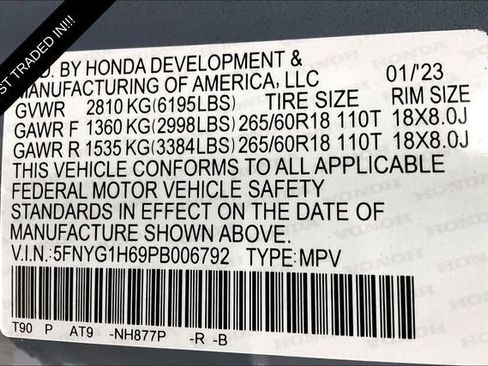 ST TRADED IN!!!
D. BY HONDA DEVELOPMENT &
MANUFACTURING OF AMERICA, LLC 01/'23
GVWR 2810 KG(6195LBS) TIRE SIZE RIM SIZE
GAWR F 1360 KG(2998LBS) 265/60R18 110T 18X8.0J
GAWR R 1535 KG(3384LBS) 265/60R18 110T 18X8.0J
THIS VEHICLE CONFORMS TO ALL APPLICABLE
FEDERAL MOTOR VEHICLE SAFETY
STANDARDS IN EFFECT ON THE DATE OF
MANUFACTURE SHOWN ABOVE.
V.I.N.:5FNYG1H69PB006792 TYPE: MPV
T90 P AT9 -NH877P -R -B